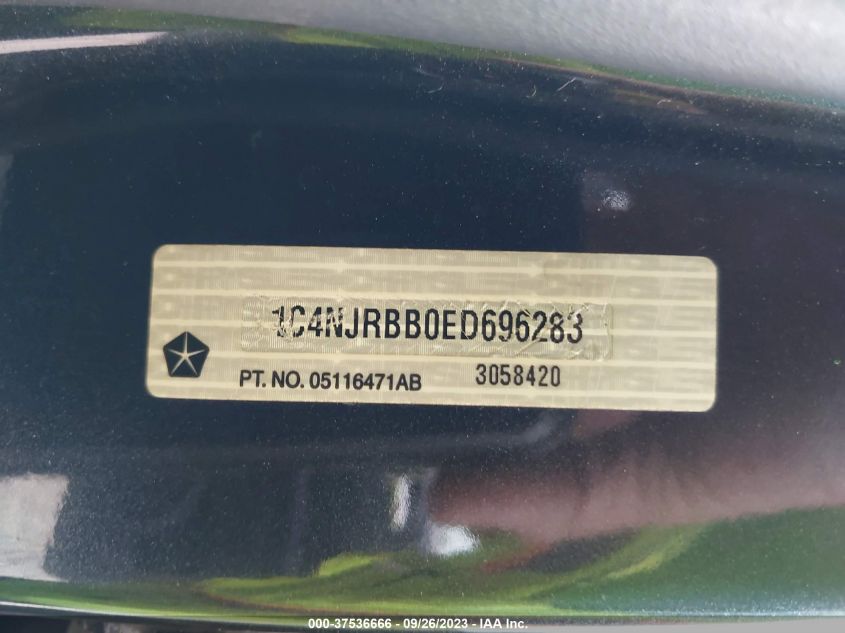 1C4NJRBB0ED696283
PT. NO. 05116471AB 3058420
000-37536666 - 09/26/2023 - IAA Inc.